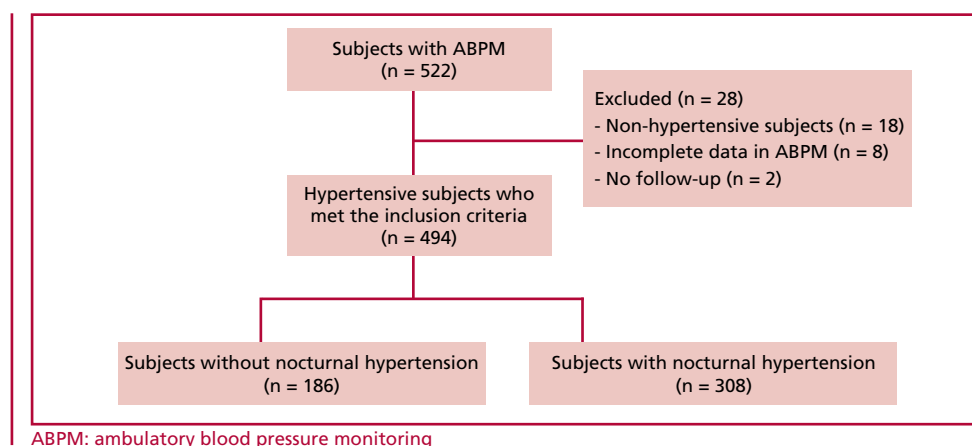 Subjects with ABPM
(n = 522)
Excluded (n = 28)
- Non-hypertensive subjects (n = 18)
- Incomplete data in ABPM (n = 8)
- No follow-up (n = 2)
Hypertensive subjects who
met the inclusion criteria
(n = 494)
Subjects without nocturnal hypertension
(n = 186)
Subjects with nocturnal hypertension
(n = 308)
ABPM: ambulatory blood pressure monitoring